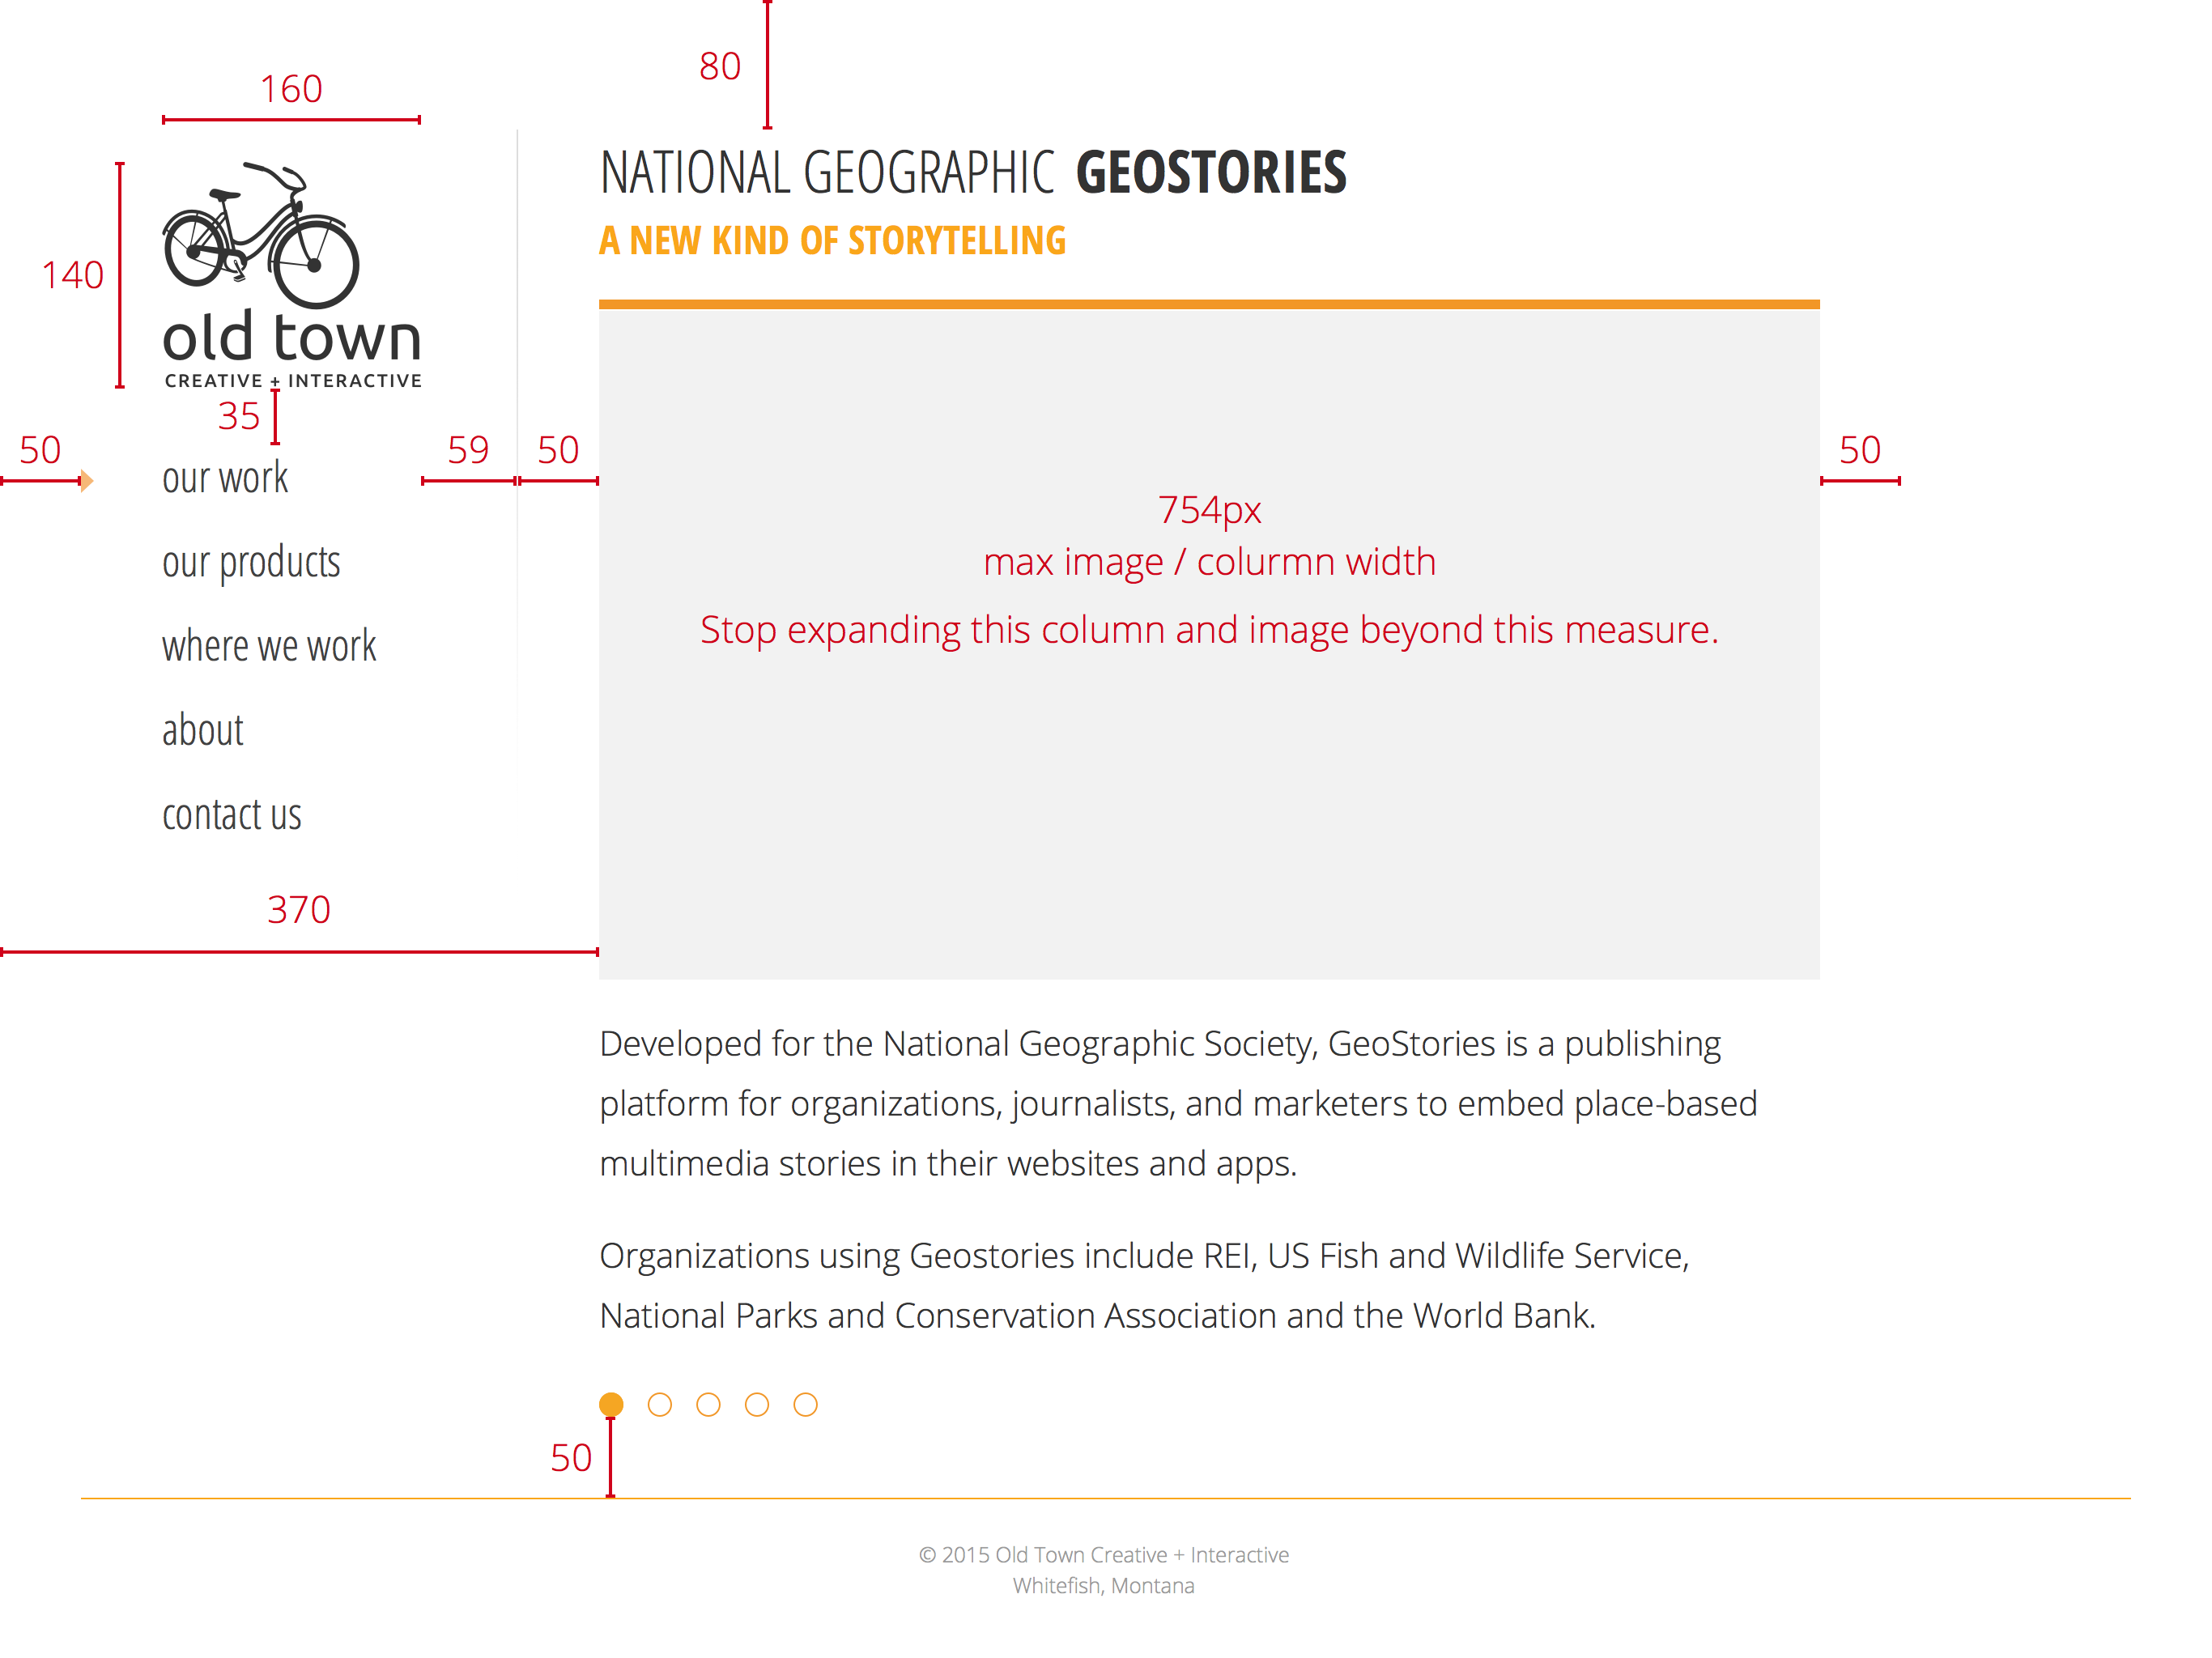 80
160
140
old town
CREATIVE + INTERACTIVE
35
50
59
50
50
our work
our products
where we work
about
contact us
370
NATIONAL GEOGRAPHIC GEOSTORIES
A NEW KIND OF STORYTELLING
754px
max image / colurmn width
Stop expanding this column and image beyond this measure.
Developed for the National Geographic Society, GeoStories is a publishing
platform for organizations, journalists, and marketers to embed place-based
multimedia stories in their websites and apps.
Organizations using Geostories include REI, US Fish and Wildlife Service,
National Parks and Conservation Association and the World Bank.
50
© 2015 Old Town Creative + Interactive
Whitefish, Montana